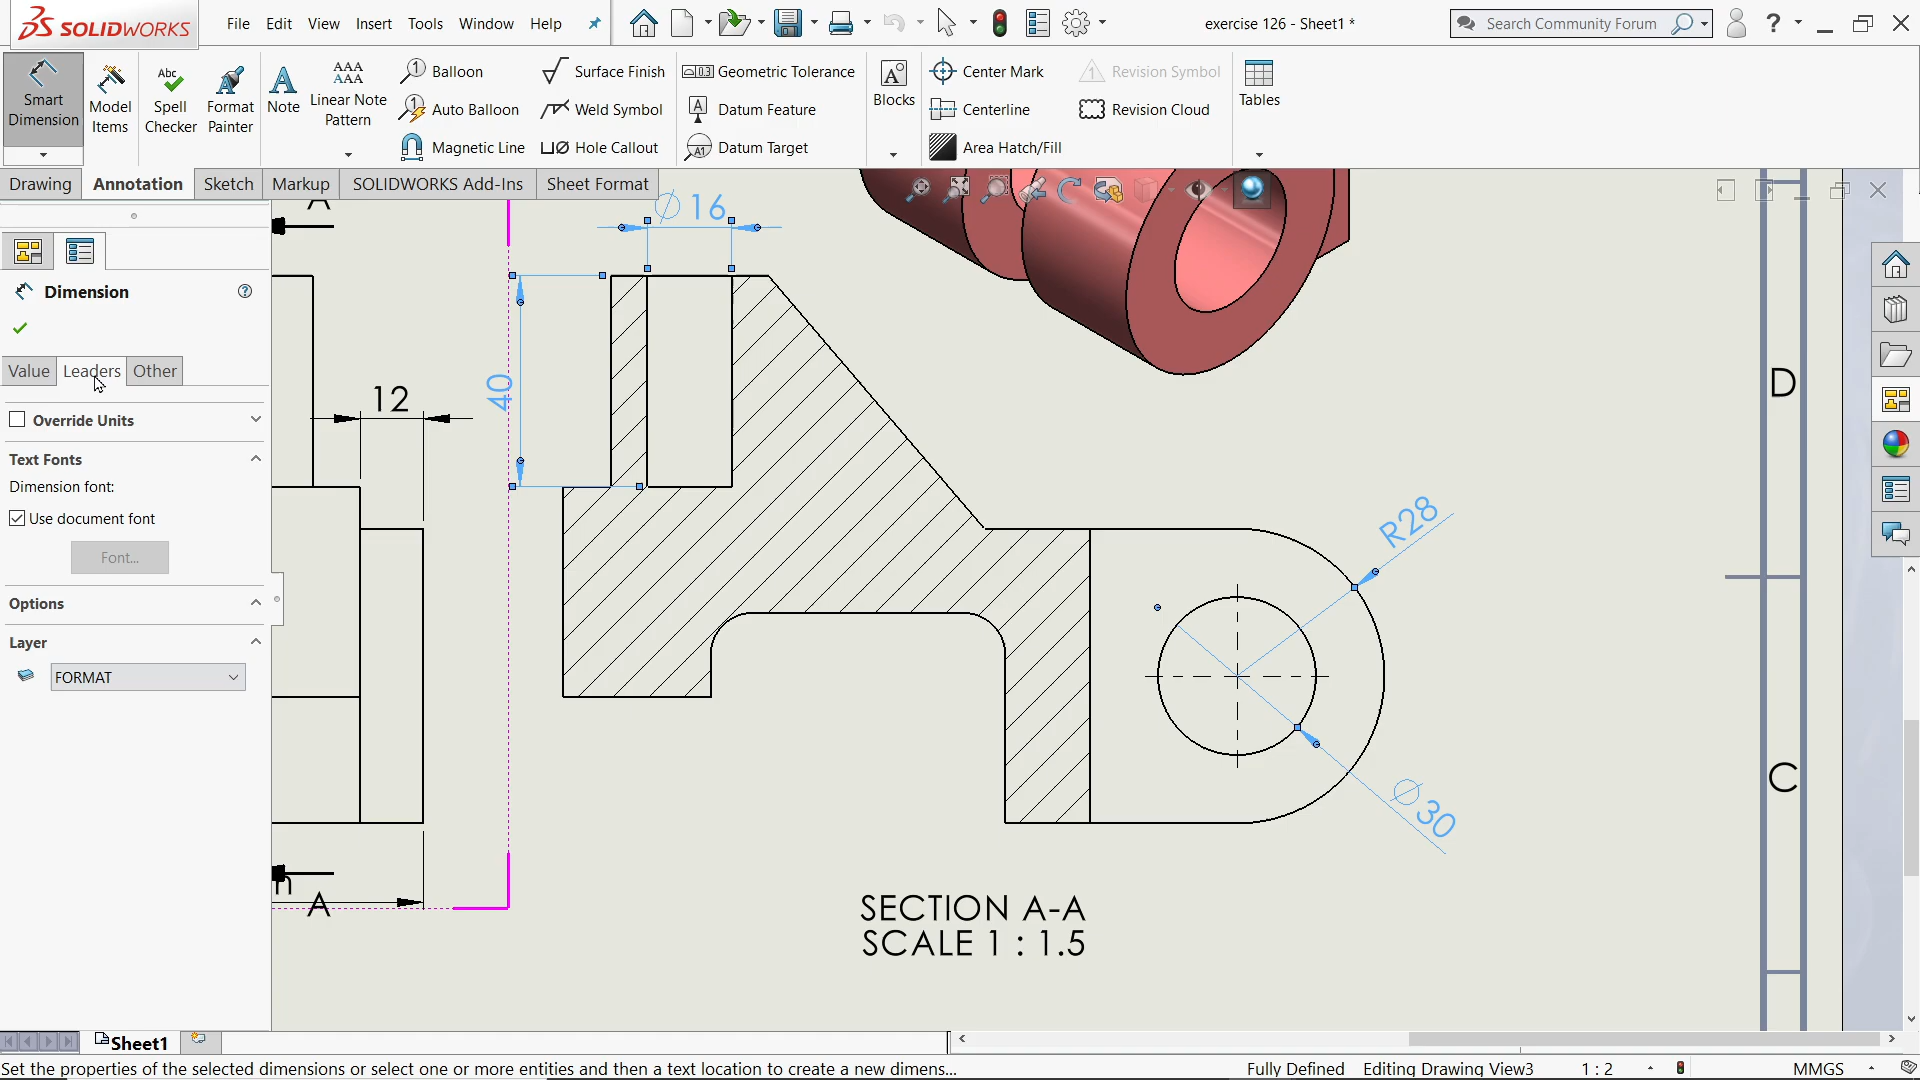 SOLIDWORKS
File Edit View Insert Tools Window Help
exercise 126 - Sheet1 *
Search Community Forum
?
Smart Dimension
Model Items
Abc
Spell Checker
Format Painter
Note
AAA
AAA
Linear Note Pattern
Balloon
Auto Balloon
Magnetic Line
Surface Finish
Weld Symbol
Hole Callout
Geometric Tolerance
Datum Feature
Datum Target
Blocks
Center Mark
Centerline
Area Hatch/Fill
Revision Symbol
Revision Cloud
Tables
Drawing Annotation Sketch Markup SOLIDWORKS Add-Ins Sheet Format
Dimension
Value Leaders Other
Override Units
Text Fonts
Dimension font:
Use document font
Font...
Options
Layer
FORMAT
A
∅ 16
12
40
R28
∅ 30
n
A
SECTION A-A
SCALE 1 : 1.5
D
C
Sheet1
Set the properties of the selected dimensions or select one or more entities and then a text location to create a new dimens...
Fully Defined Editing Drawing View3 1 : 2 MMGS